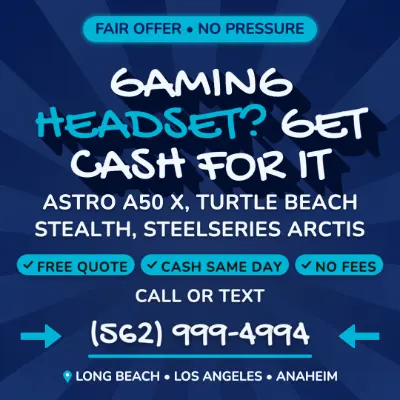 FAIR OFFER • NO PRESSURE
GAMING
HEADSET? GET
CASH FOR IT
ASTRO A50 X, TURTLE BEACH
STEALTH, STEELSERIES ARCTIS
✓ FREE QUOTE ✓ CASH SAME DAY ✓ NO FEES
CALL OR TEXT
(562) 999-4994
LONG BEACH • LOS ANGELES • ANAHEIM